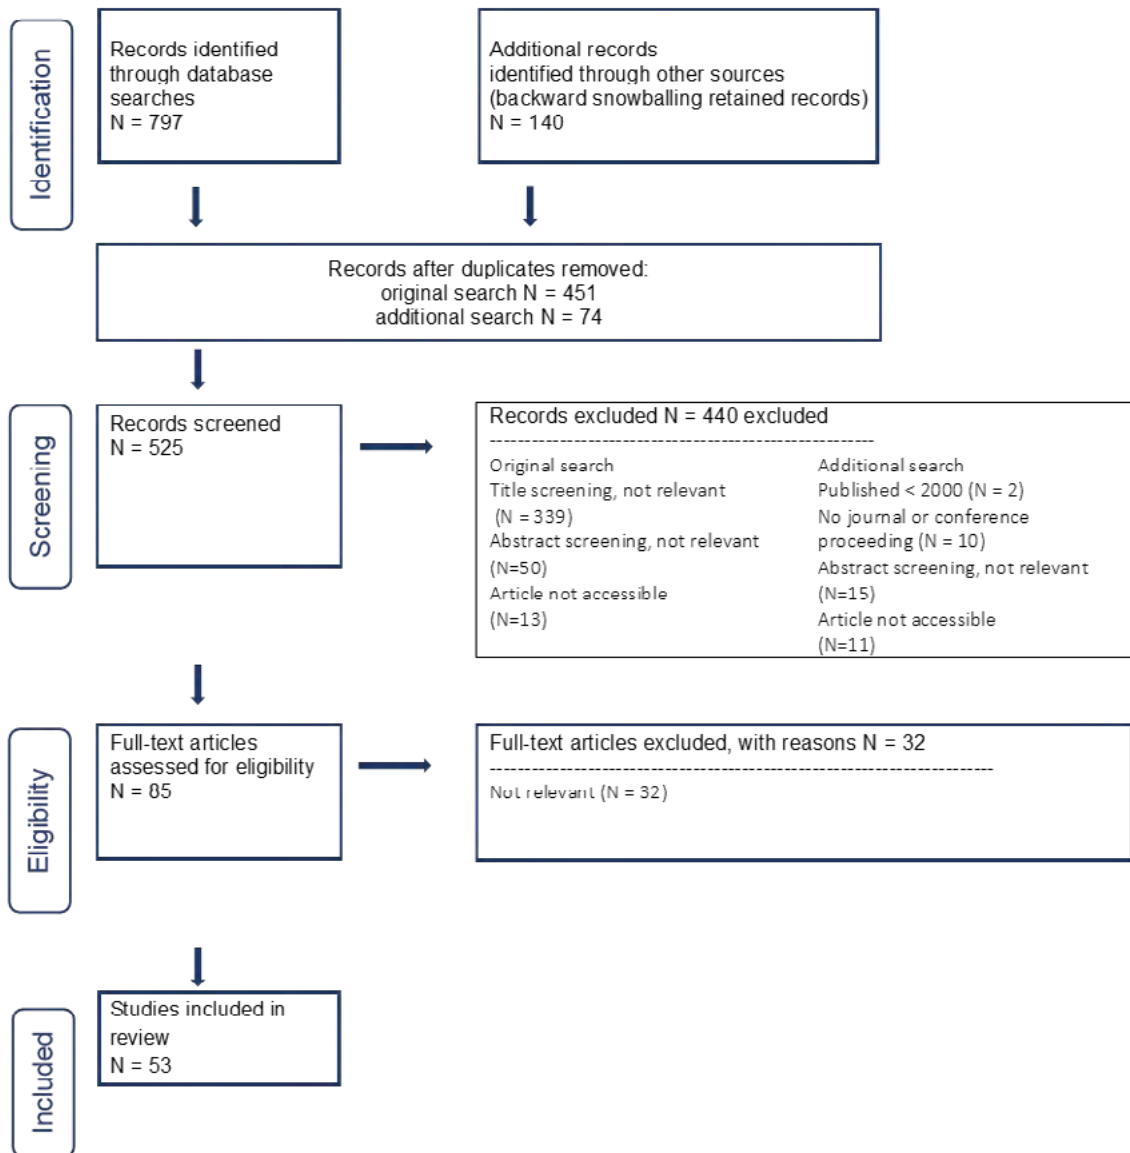 Identification
Records identified
through database
searches
N = 797
Additional records
identified through other sources
(backward snowballing retained records)
N = 140
Records after duplicates removed:
original search N = 451
additional search N = 74
Screening
Records screened
N = 525
Records excluded N = 440 excluded
-------------------------------------------------------
Original search
Title screening, not relevant
(N = 339)
Abstract screening, not relevant
(N=50)
Article not accessible
(N=13)
Additional search
Published < 2000 (N = 2)
No journal or conference
proceeding (N = 10)
Abstract screening, not relevant
(N=15)
Article not accessible
(N=11)
Eligibility
Full-text articles
assessed for eligibility
N = 85
Full-text articles excluded, with reasons N = 32
------------------------------------------------------------------------
Not relevant (N = 32)
Included
Studies included in
review
N = 53